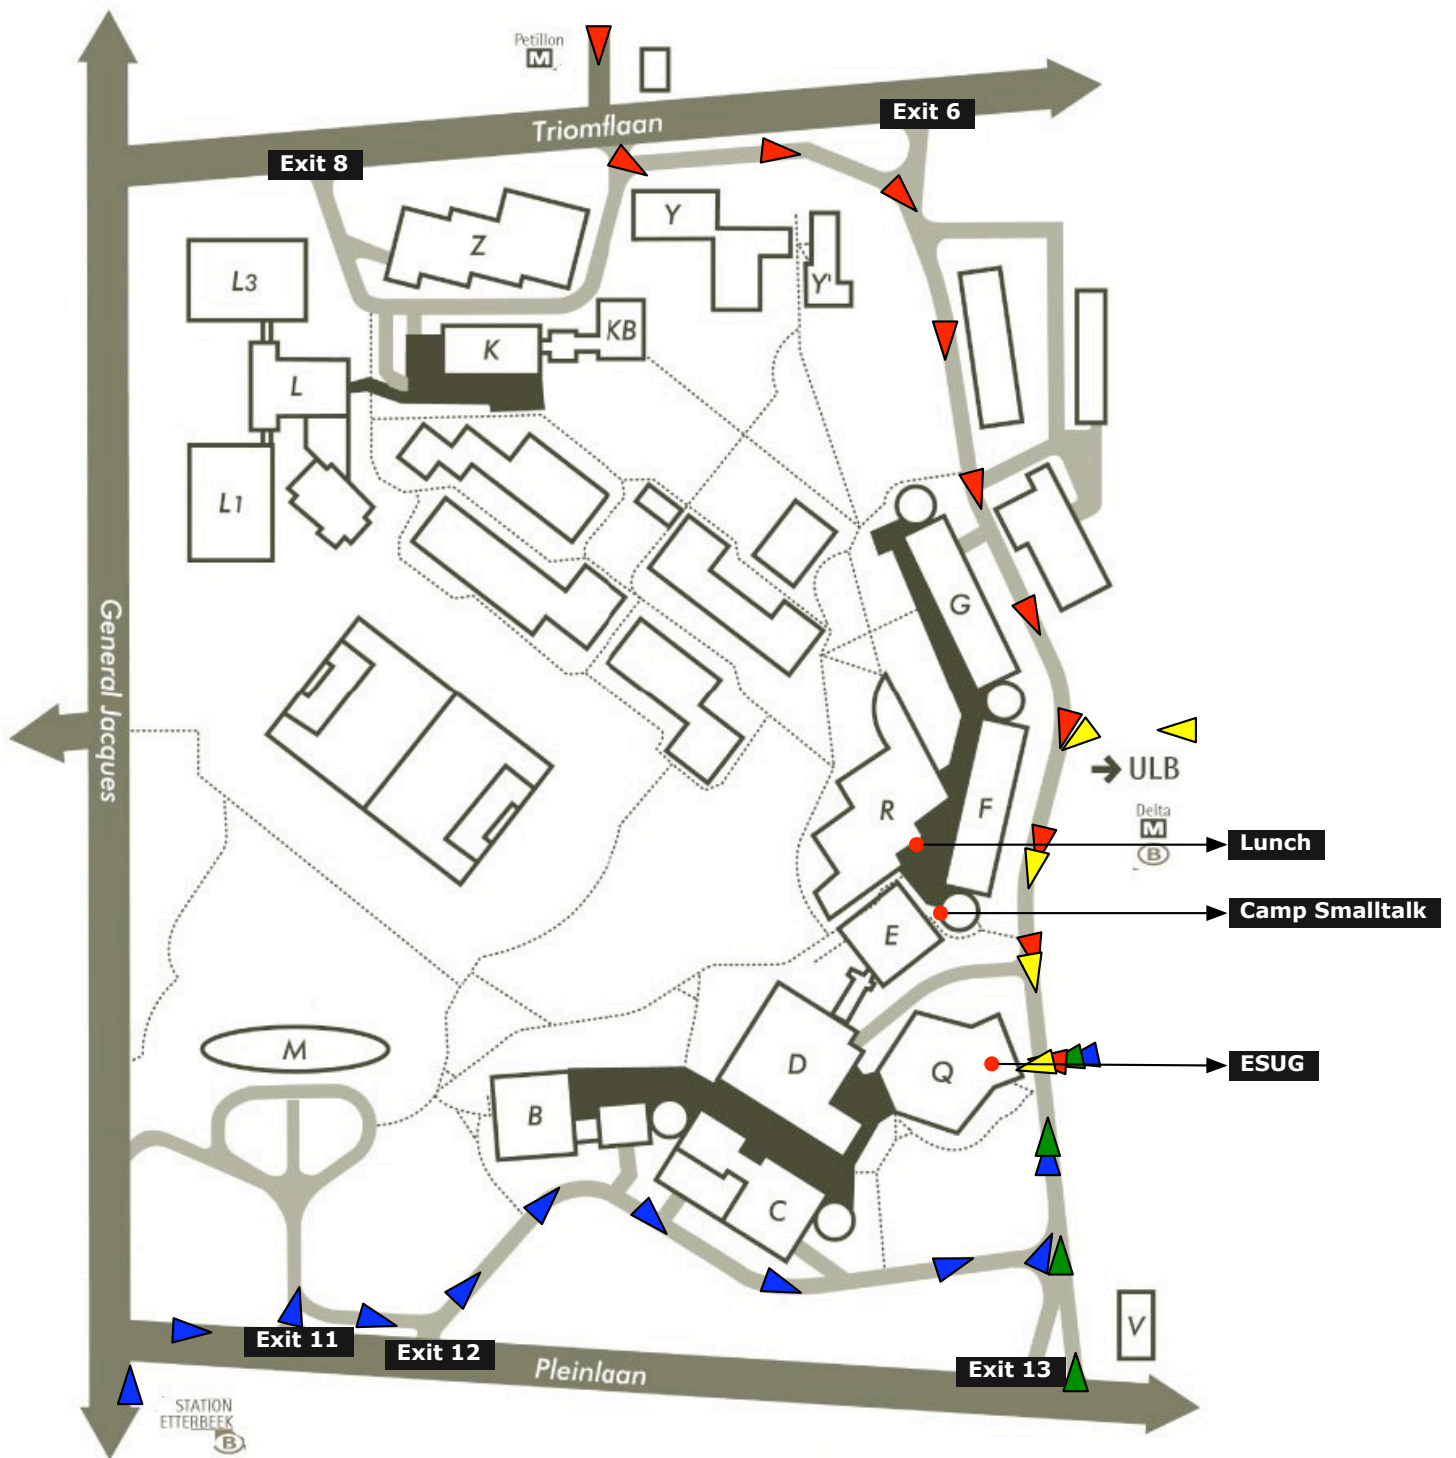 Petillon
M
Exit 6
Triomflaan
Exit 8
Y
Z
L3
Y'
KB
K
L
L1
G
General Jacques
ULB
R
F
Delta
M
B
Lunch
Camp Smalltalk
E
M
D
Q
ESUG
B
C
V
Exit 11
Exit 12
Exit 13
Pleinlaan
STATION
ETTERBEEK
B